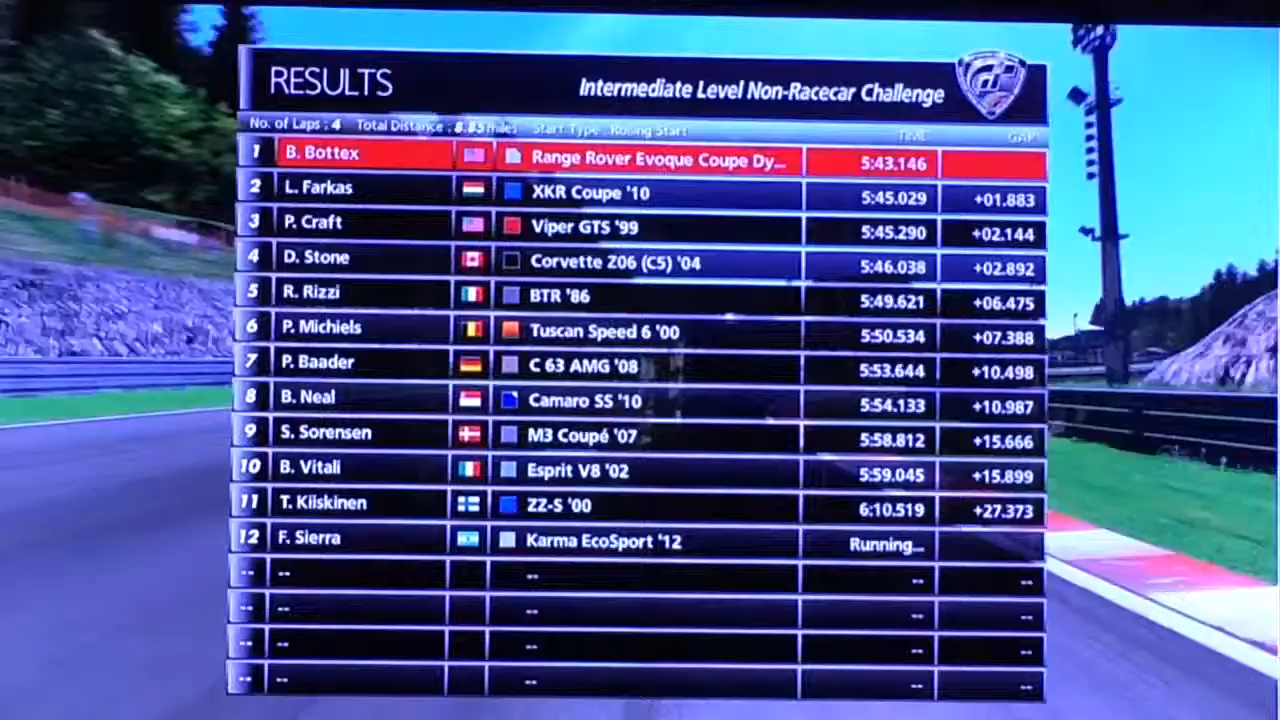 RESULTS
Intermediate Level Non-Racecar Challenge
No. of Laps : 4 Total Distance : 8.85 miles Start Type : Rolling Start TIME GAP
1 B. Bottex Range Rover Evoque Coupe Dy... 5:43.146
2 L. Farkas XKR Coupe '10 5:45.029 +01.883
3 P. Craft Viper GTS '99 5:45.290 +02.144
4 D. Stone Corvette Z06 (C5) '04 5:46.038 +02.892
5 R. Rizzi BTR '86 5:49.621 +06.475
6 P. Michiels Tuscan Speed 6 '00 5:50.534 +07.388
7 P. Baader C 63 AMG '08 5:53.644 +10.498
8 B. Neal Camaro SS '10 5:54.133 +10.987
9 S. Sorensen M3 Coupé '07 5:58.812 +15.666
10 B. Vitali Esprit V8 '02 5:59.045 +15.899
11 T. Kiiskinen ZZ-S '00 6:10.519 +27.373
12 F. Sierra Karma EcoSport '12 Running...
-- -- -- -- --
-- -- -- -- --
-- -- -- -- --
-- -- -- -- --